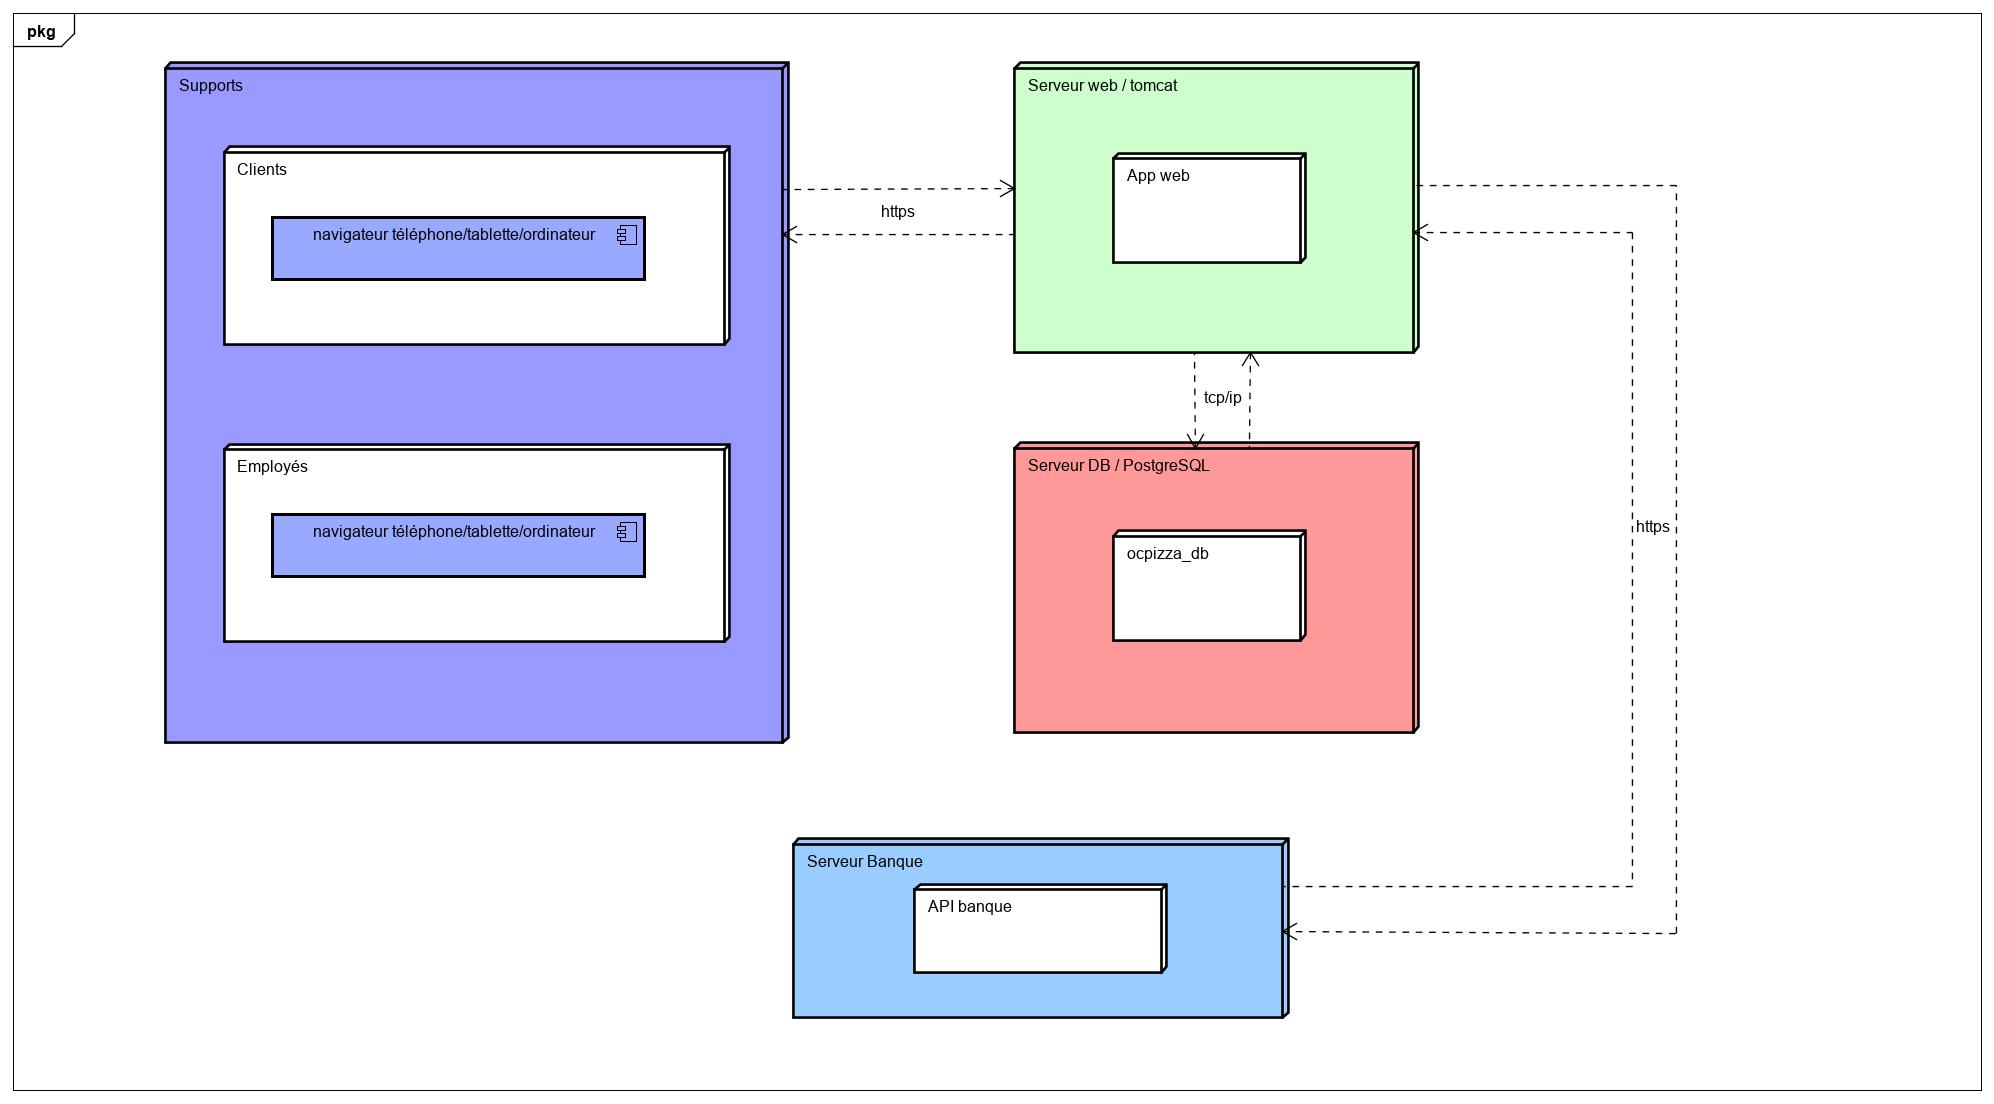 pkg
Supports
Clients
navigateur téléphone/tablette/ordinateur
Employés
navigateur téléphone/tablette/ordinateur
https
Serveur web / tomcat
App web
tcp/ip
Serveur DB / PostgreSQL
ocpizza_db
https
Serveur Banque
API banque